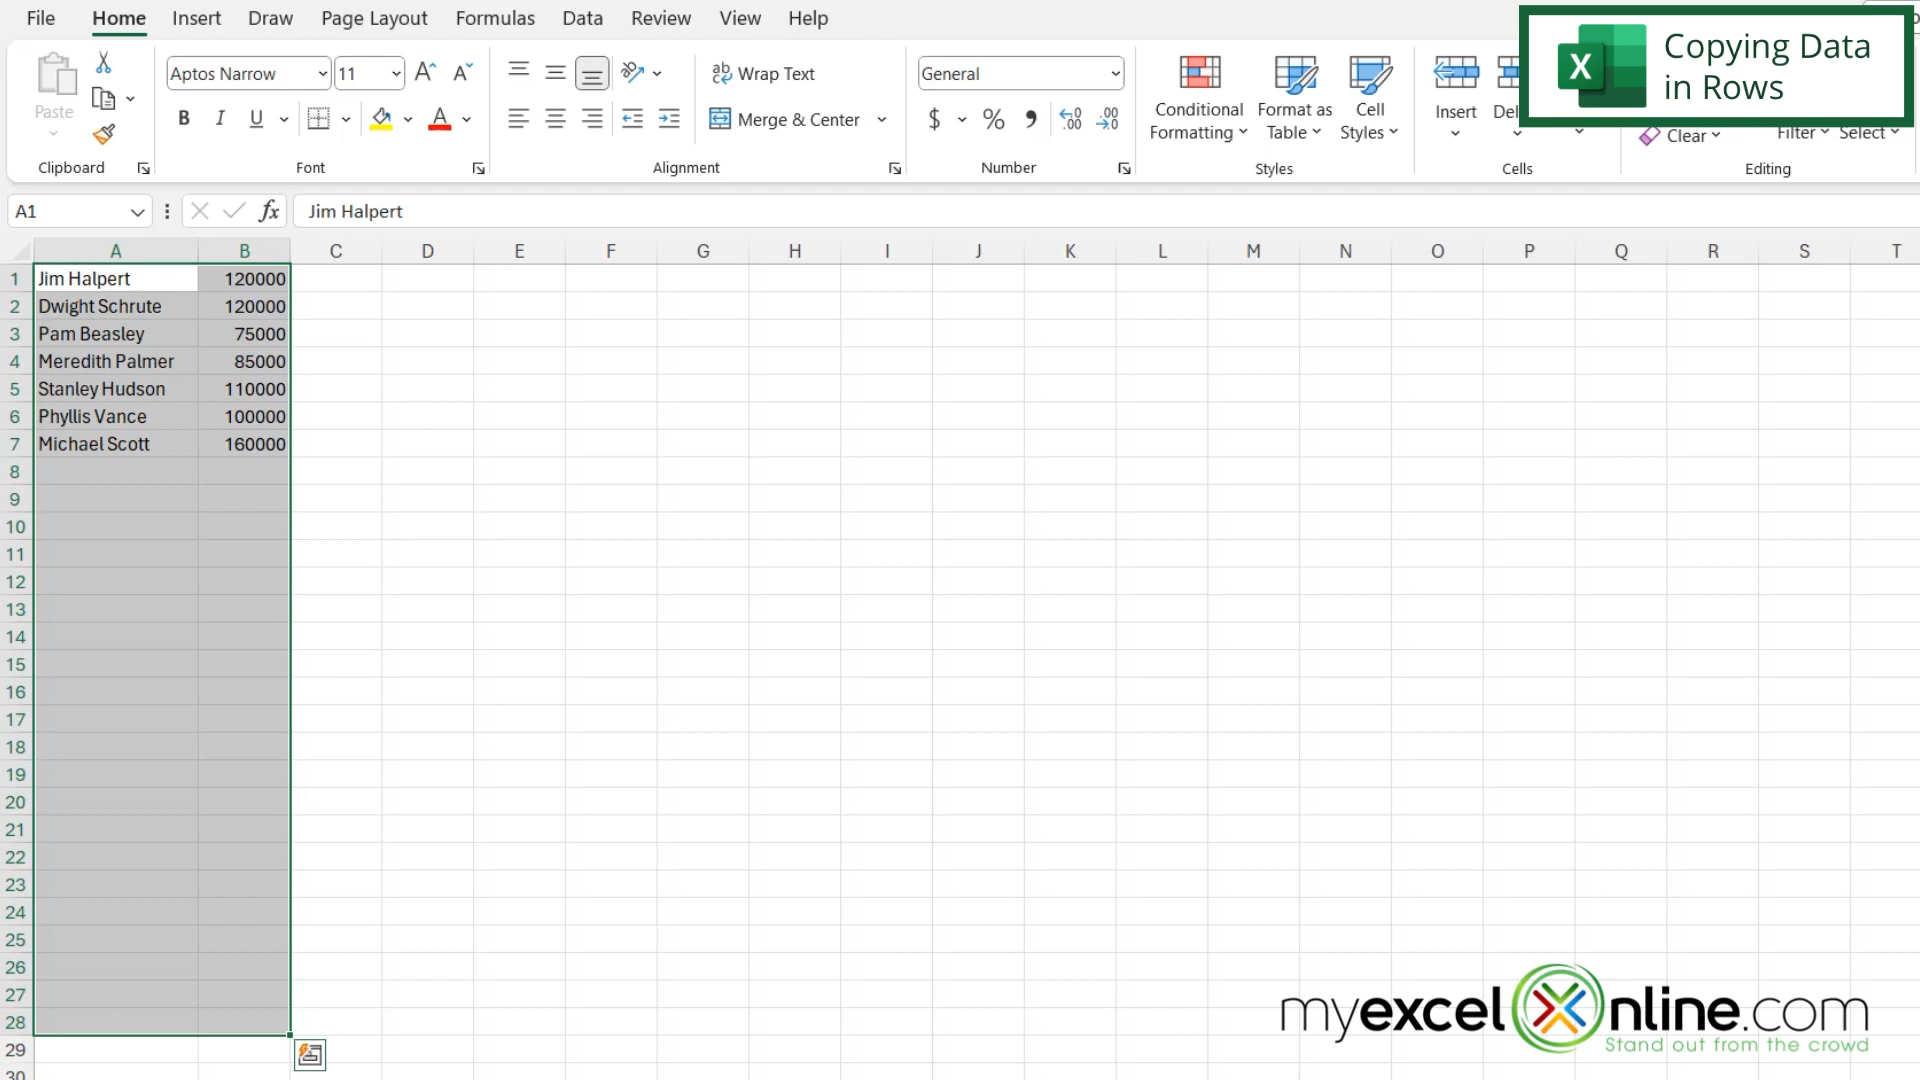 File Home Insert Draw Page Layout Formulas Data Review View Help
Copying Data
in Rows
Aptos Narrow 11 Wrap Text General
Paste
B I U Merge & Center $ % ,
Conditional Formatting
Format as Table
Cell Styles
Insert
Del
Clear Filter Select
Clipboard Font Alignment Number Styles Cells Editing
A1 fx Jim Halpert
A B C D E F G H I J K L M N O P Q R S T
1 Jim Halpert 120000
2 Dwight Schrute 120000
3 Pam Beasley 75000
4 Meredith Palmer 85000
5 Stanley Hudson 110000
6 Phyllis Vance 100000
7 Michael Scott 160000
8
9
10
11
12
13
14
15
16
17
18
19
20
21
22
23
24
25
26
27
28
29
30
myexcelOnline.com
Stand out from the crowd